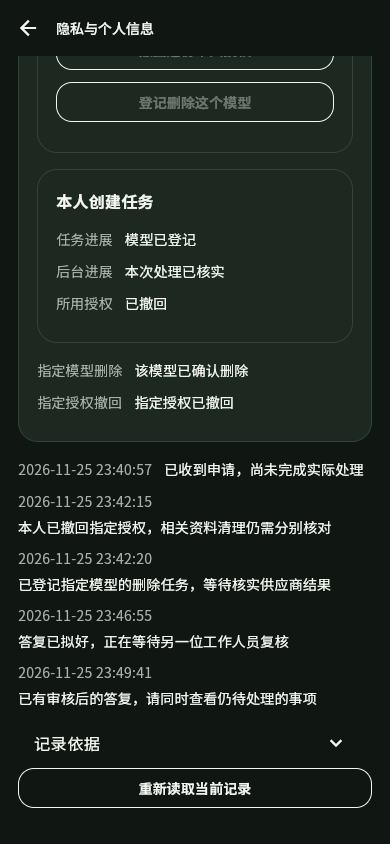 隐私与个人信息
登记删除这个模型
本人创建任务
任务进展 模型已登记
后台进展 本次处理已核实
所用授权 已撤回
指定模型删除 该模型已确认删除
指定授权撤回 指定授权已撤回
2026-11-25 23:40:57 已收到申请，尚未完成实际处理
2026-11-25 23:42:15
本人已撤回指定授权，相关资料清理仍需分别核对
2026-11-25 23:42:20
已登记指定模型的删除任务，等待核实供应商结果
2026-11-25 23:46:55
答复已拟好，正在等待另一位工作人员复核
2026-11-25 23:49:41
已有审核后的答复，请同时查看仍待处理的事项
记录依据
重新读取当前记录